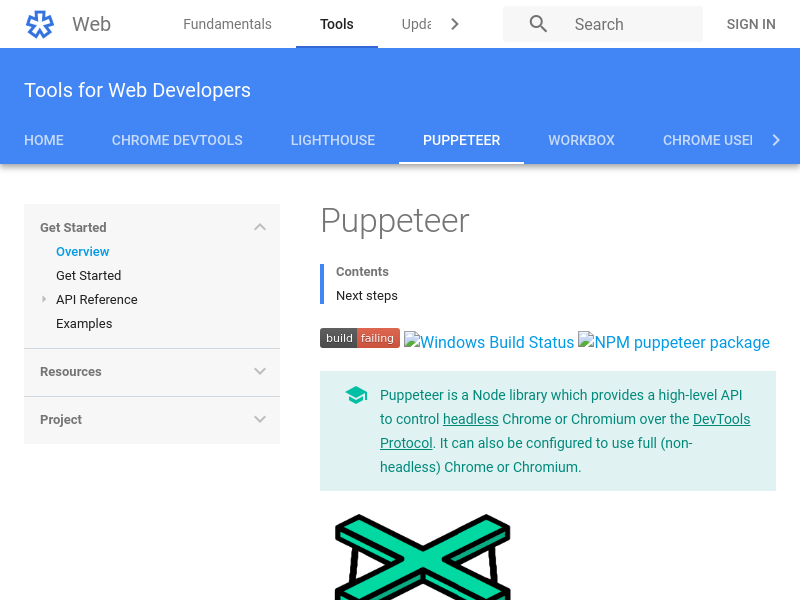 Web Fundamentals Tools Upda Search SIGN IN
Tools for Web Developers
HOME CHROME DEVTOOLS LIGHTHOUSE PUPPETEER WORKBOX CHROME USE
Get Started
Overview
Get Started
API Reference
Examples
Resources
Project
Puppeteer
Contents
Next steps
build failing Windows Build Status NPM puppeteer package
Puppeteer is a Node library which provides a high-level API
to control headless Chrome or Chromium over the DevTools
Protocol. It can also be configured to use full (non-
headless) Chrome or Chromium.